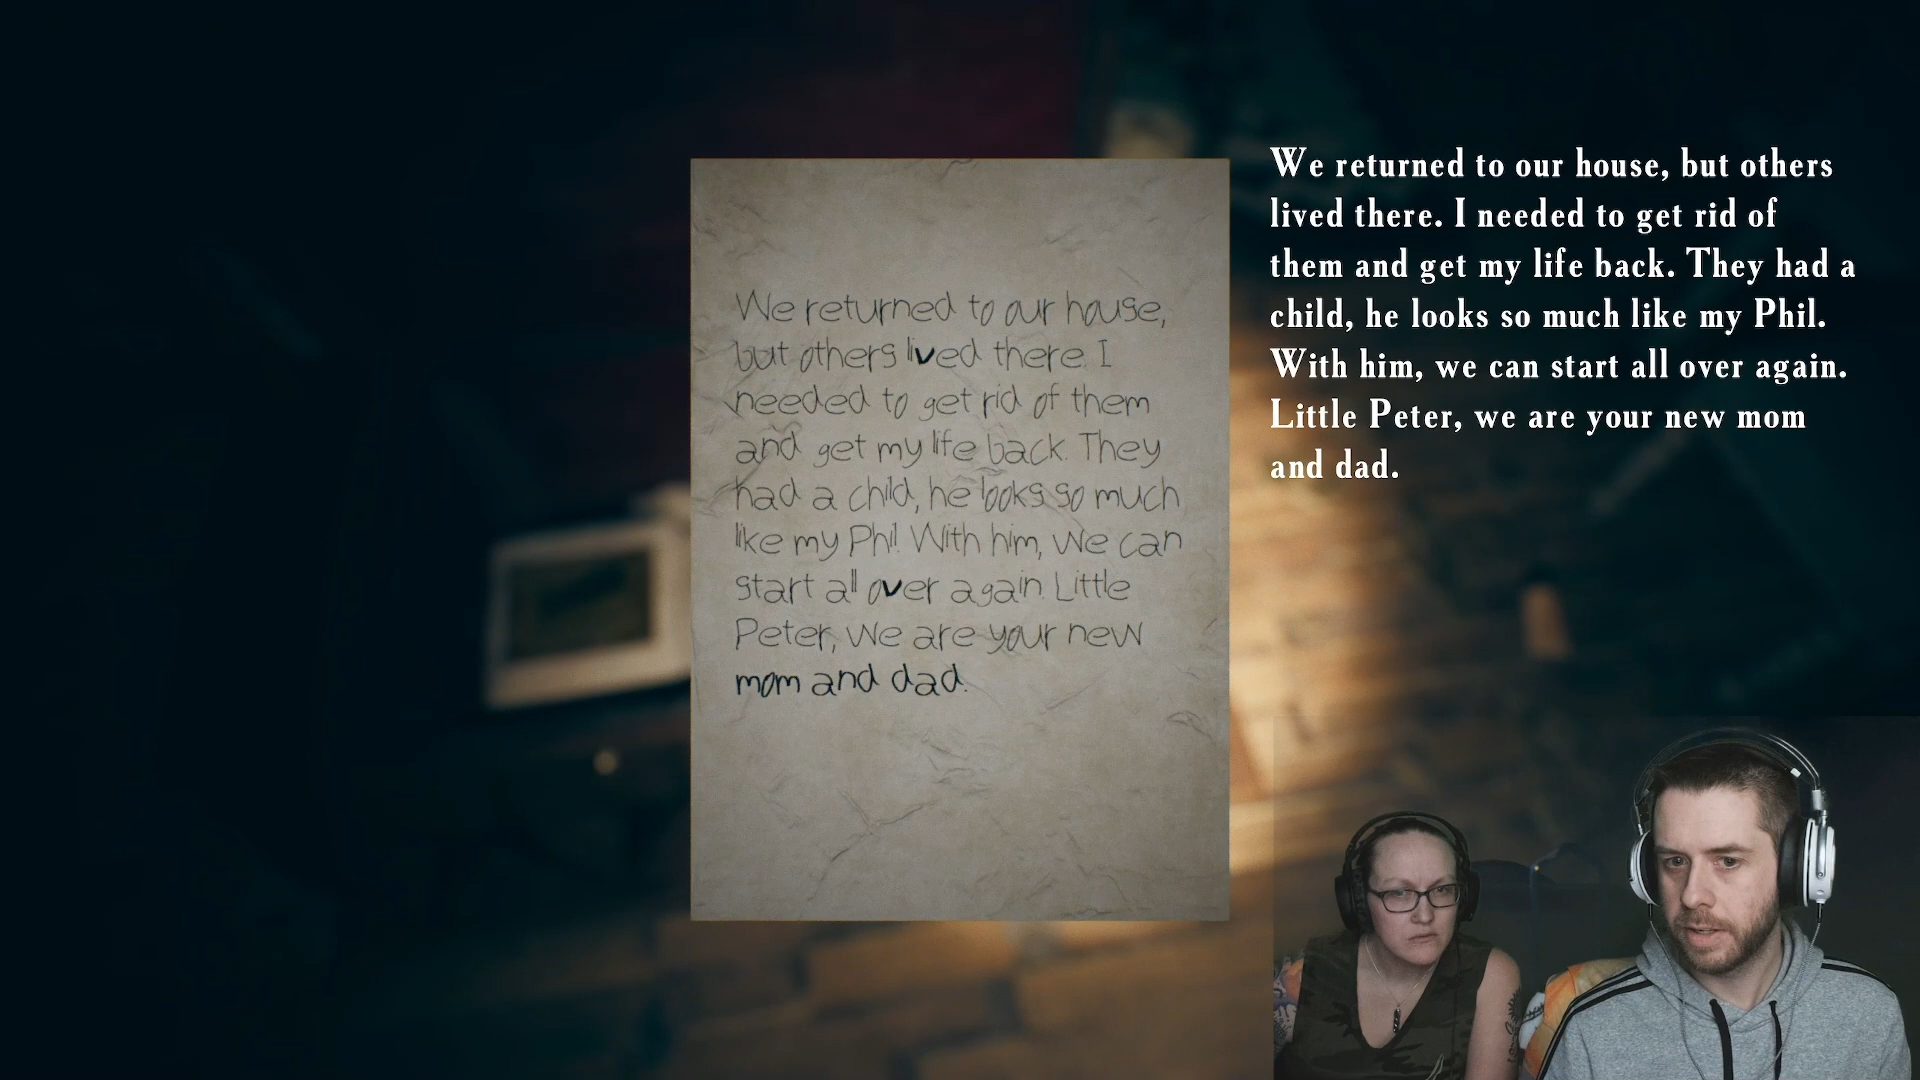 We returned to our house,
but others lived there. I
needed to get rid of them
and get my life back. They
had a child, he looks so much
like my Phil. With him, we can
start all over again. Little
Peter, we are your new
mom and dad.
We returned to our house, but others
lived there. I needed to get rid of
them and get my life back. They had a
child, he looks so much like my Phil.
With him, we can start all over again.
Little Peter, we are your new mom
and dad.